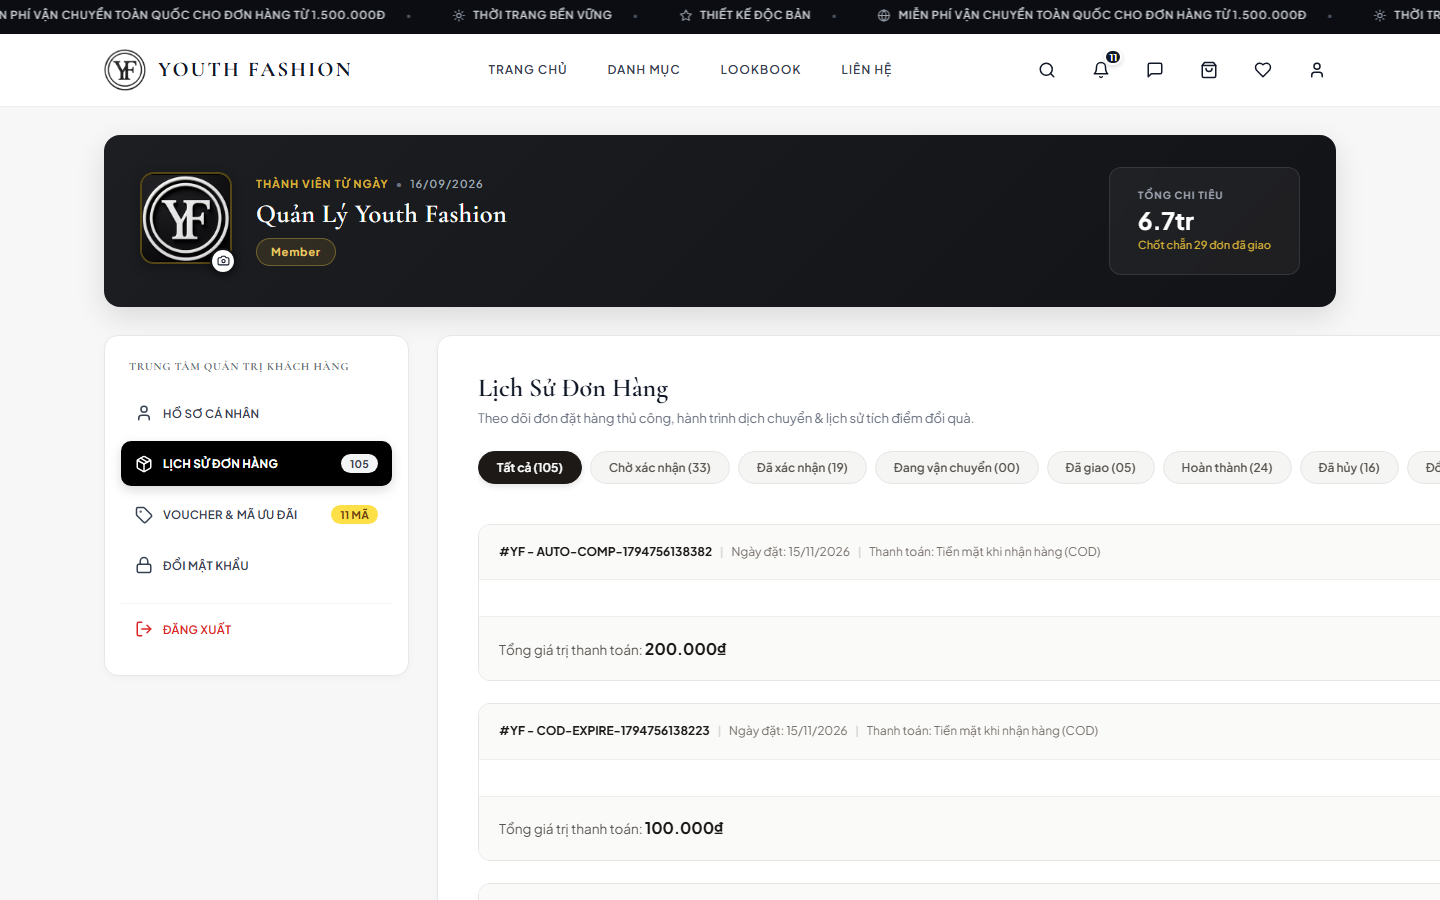 N PHÍ VẬN CHUYỂN TOÀN QUỐC CHO ĐƠN HÀNG TỪ 1.500.000Đ • THỜI TRANG BỀN VỮNG • THIẾT KẾ ĐỘC BẢN • MIỄN PHÍ VẬN CHUYỂN TOÀN QUỐC CHO ĐƠN HÀNG TỪ 1.500.000Đ • THỜI TR
YF YOUTH FASHION TRANG CHỦ DANH MỤC LOOKBOOK LIÊN HỆ 11
YF
THÀNH VIÊN TỪ NGÀY • 16/09/2026
Quản Lý Youth Fashion
Member
TỔNG CHI TIÊU
6.7tr
Chốt chặn 29 đơn đã giao
TRUNG TÂM QUẢN TRỊ KHÁCH HÀNG
HỒ SƠ CÁ NHÂN
LỊCH SỬ ĐƠN HÀNG 105
VOUCHER & MÃ ƯU ĐÃI 11 MÃ
ĐỔI MẬT KHẨU
ĐĂNG XUẤT
Lịch Sử Đơn Hàng
Theo dõi đơn đặt hàng thủ công, hành trình dịch chuyển & lịch sử tích điểm đổi quà.
Tất cả (105) Chờ xác nhận (33) Đã xác nhận (19) Đang vận chuyển (00) Đã giao (05) Hoàn thành (24) Đã hủy (16) Đổ
#YF - AUTO-COMP-1794756138382 | Ngày đặt: 15/11/2026 | Thanh toán: Tiền mặt khi nhận hàng (COD)
Tổng giá trị thanh toán: 200.000₫
#YF - COD-EXPIRE-1794756138223 | Ngày đặt: 15/11/2026 | Thanh toán: Tiền mặt khi nhận hàng (COD)
Tổng giá trị thanh toán: 100.000₫